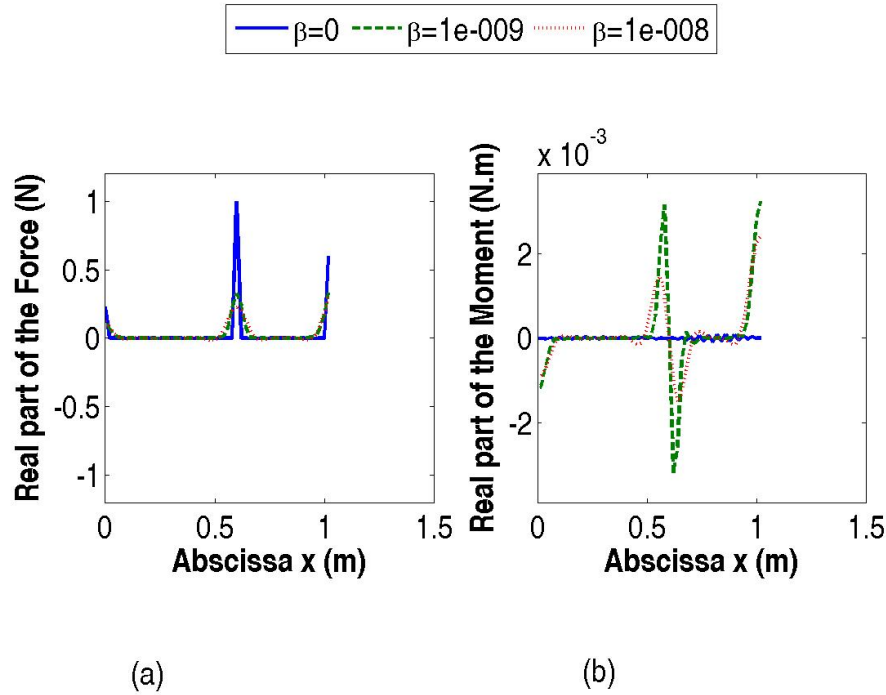 β=0 β=1e-009 β=1e-008
Real part of the Force (N)
1
0.5
0
-0.5
-1
0 0.5 1 1.5
Abscissa x (m)
(a)
x 10⁻³
Real part of the Moment (N.m)
2
0
-2
0 0.5 1 1.5
Abscissa x (m)
(b)